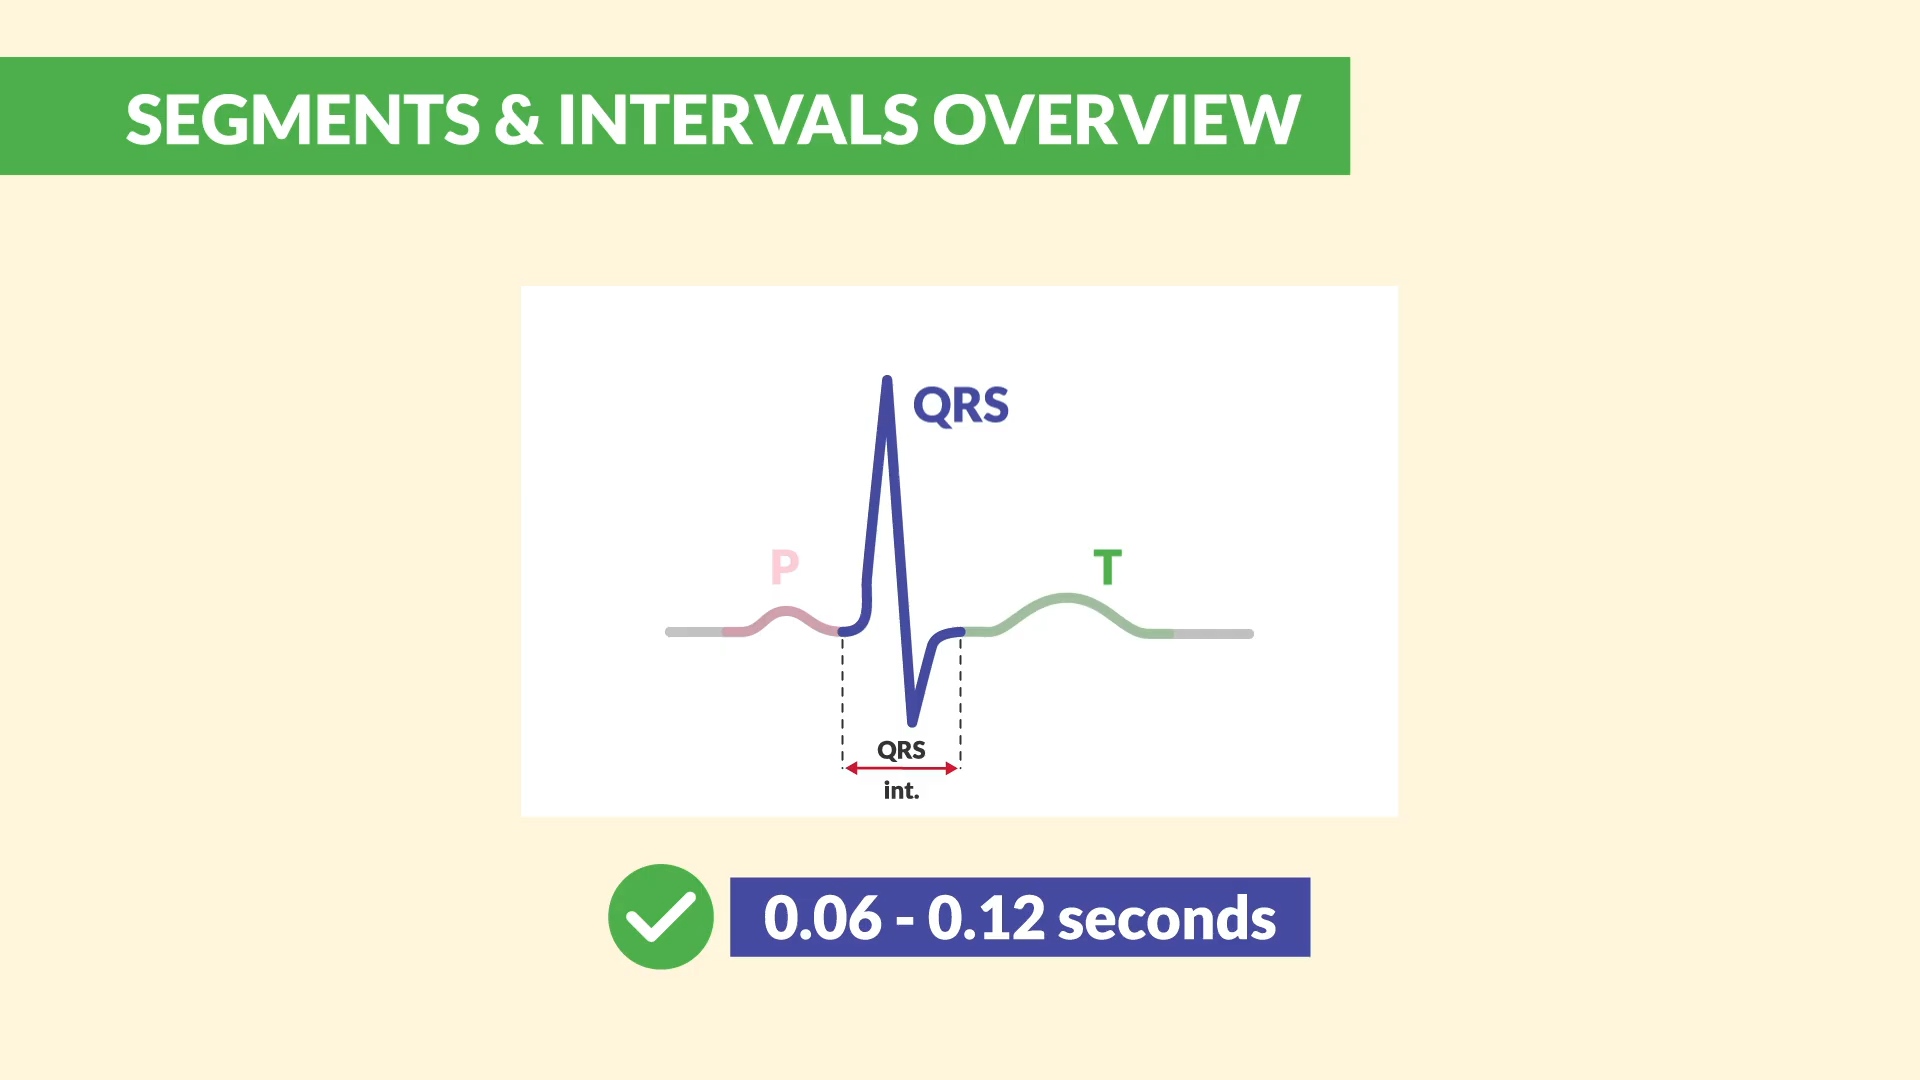 SEGMENTS & INTERVALS OVERVIEW
QRS
P
T
QRS
int.
0.06 - 0.12 seconds